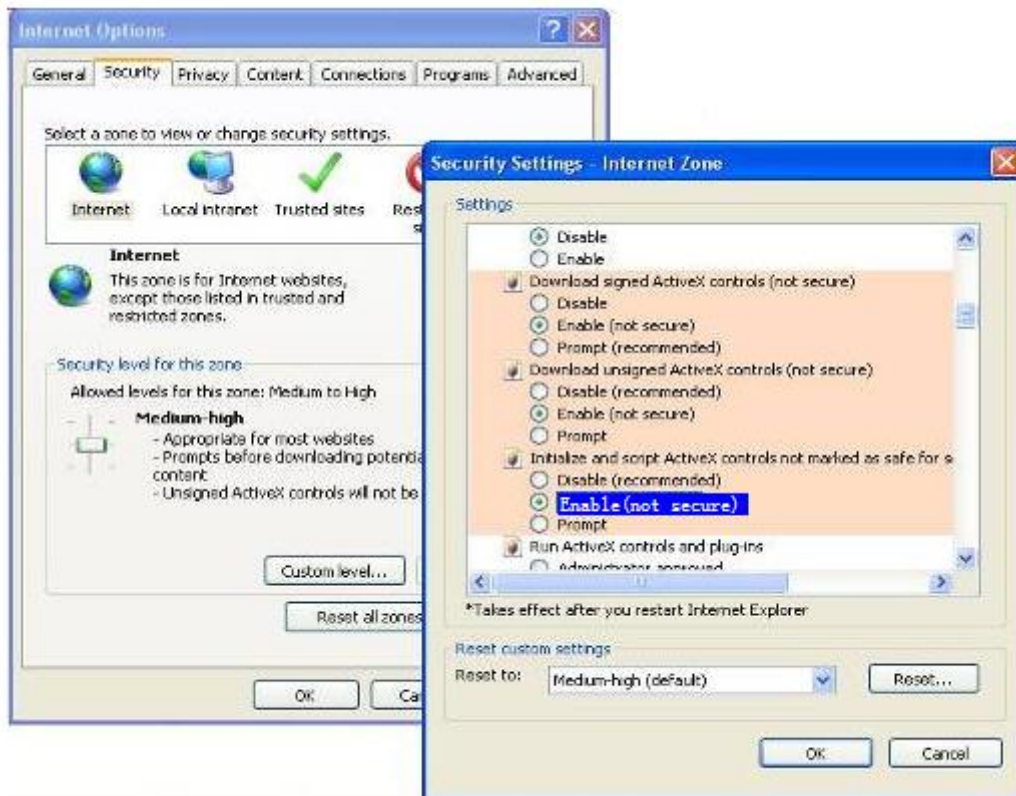 Internet Options
General Security Privacy Content Connections Programs Advanced
Select a zone to view or change security settings.
Internet Local intranet Trusted sites
Internet
This zone is for Internet websites,
except those listed in trusted and
restricted zones.
Security level for this zone
Allowed levels for this zone: Medium to High
Medium-high
- Appropriate for most websites
- Prompts before downloading
content
- Unsigned ActiveX controls will not be
Custom level...
Reset all zones
OK
Security Settings - Internet Zone
Settings
Disable
Enable
Download signed ActiveX controls (not secure)
Disable
Enable (not secure)
Prompt (recommended)
Download unsigned ActiveX controls (not secure)
Disable (recommended)
Enable (not secure)
Prompt
Initialize and script ActiveX controls not marked as safe for s
Disable (recommended)
Enable(not secure)
Prompt
Run ActiveX controls and plug-ins
Administrator approved
*Takes effect after you restart Internet Explorer
Reset custom settings
Reset to: Medium-high (default) Reset...
OK Cancel